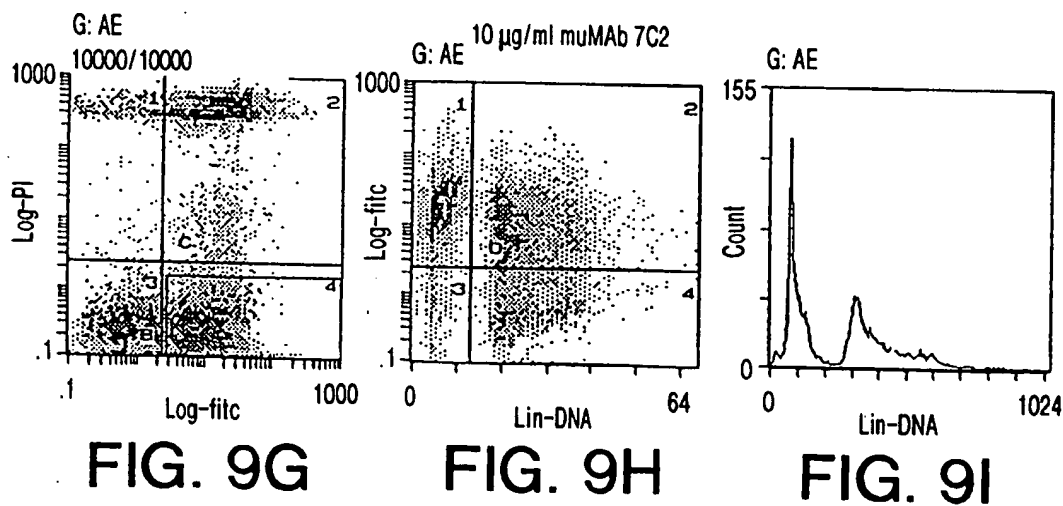 G: AE
10000/10000
1000
1
2
C
3
4
B
.1
.1
1000
Log-PI
Log-fitc
FIG. 9G
10 µg/ml muMAb 7C2
G: AE
1000
1
2
3
4
.1
0
64
Log-fitc
Lin-DNA
FIG. 9H
G: AE
155
0
0
1024
Count
Lin-DNA
FIG. 9I